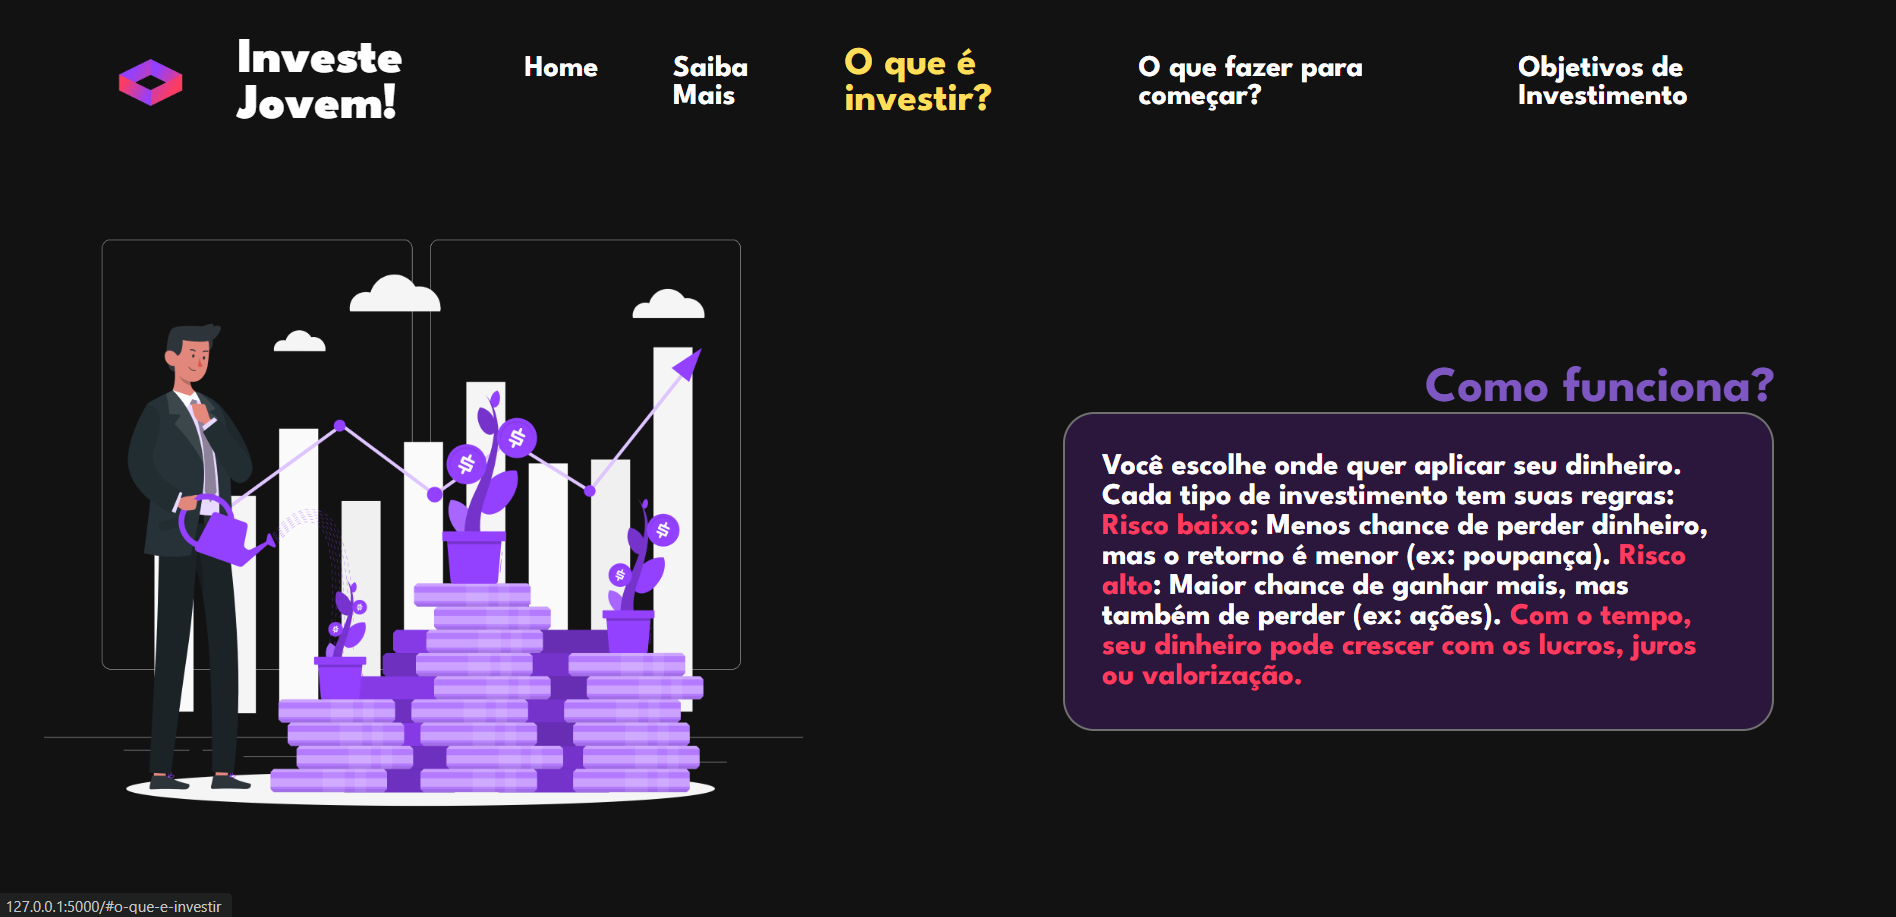 Investe
Jovem!
Home
Saiba
Mais
O que é
investir?
O que fazer para
começar?
Objetivos de
Investimento
Como funciona?
Você escolhe onde quer aplicar seu dinheiro.
Cada tipo de investimento tem suas regras:
Risco baixo: Menos chance de perder dinheiro,
mas o retorno é menor (ex: poupança). Risco
alto: Maior chance de ganhar mais, mas
também de perder (ex: ações). Com o tempo,
seu dinheiro pode crescer com os lucros, juros
ou valorização.
127.0.0.1:5000/#o-que-e-investir